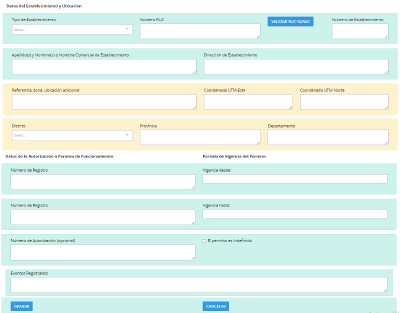 Datos del Establecimiento y Ubicación
Tipo de Establecimiento Número RUC VALIDAR RUC SUNAT Número de Establecimiento
Selec...
Apellido(s) y Nombre(s) o Nombre Comercial de Establecimiento Dirección de Establecimiento
Referencia zona, ubicación adicional Coordenada UTM Este Coordenada UTM Norte
Distrito Provincia Departamento
Selec...
Datos de la Autorización o Permiso de Funcionamiento Periodo de Vigencia del Permiso
Número de Registro Vigencia desde
Número de Registro Vigencia hasta
Número de Autorización (opcional) El permiso es indefinido
Eventos Registrados
GRABAR CANCELAR